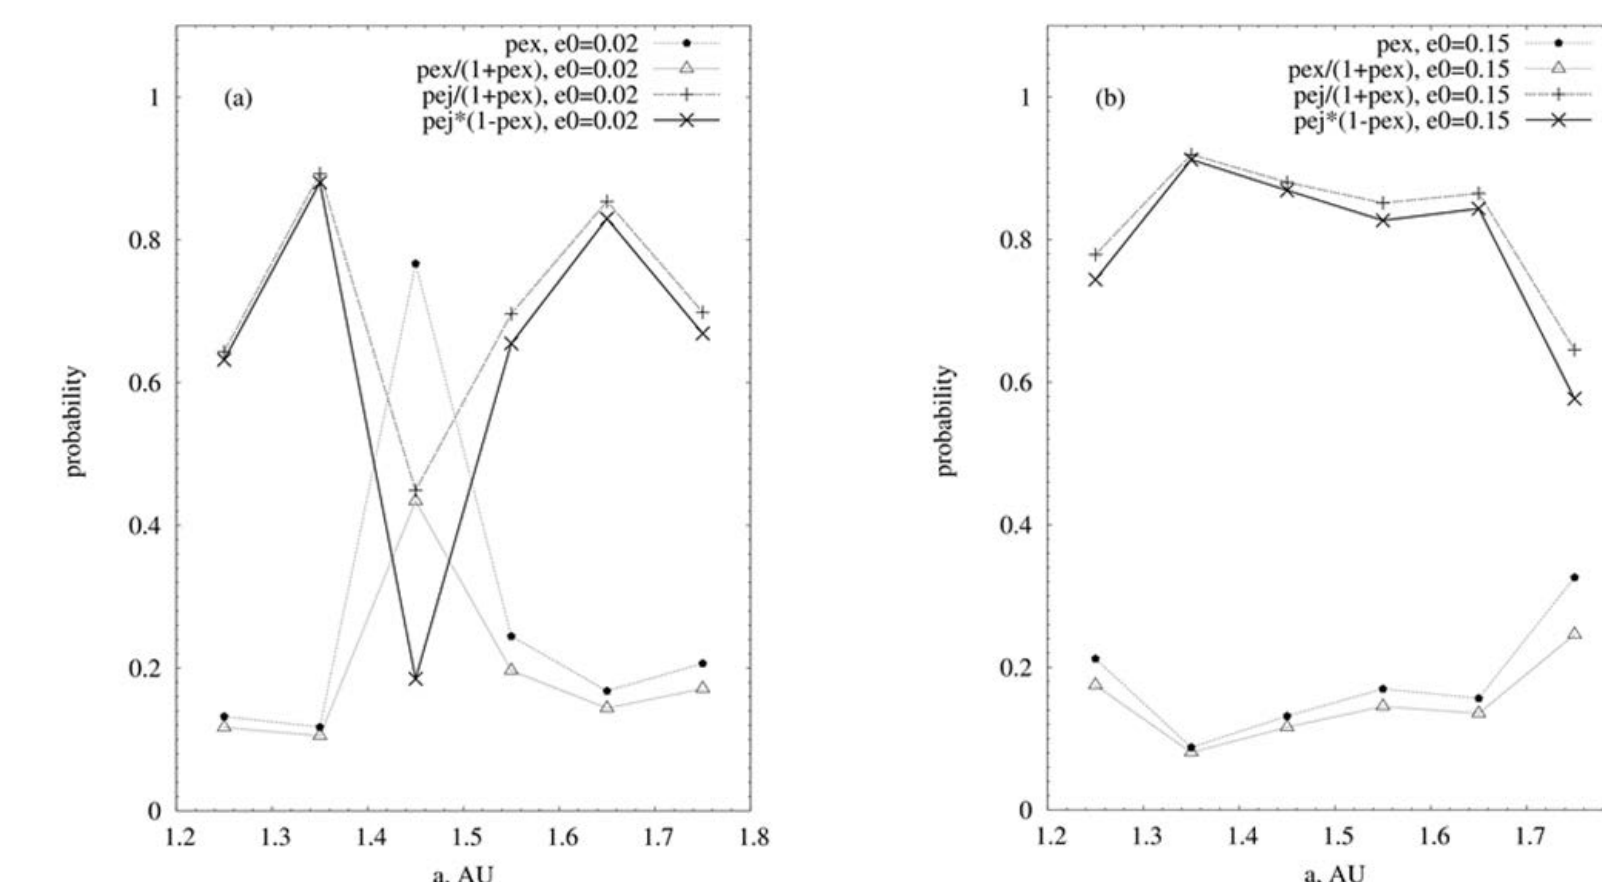 pex, e0=0.02
pex/(1+pex), e0=0.02
pej/(1+pex), e0=0.02
pej*(1-pex), e0=0.02
(a)
1
0.8
0.6
0.4
0.2
0
probability
1.2 1.3 1.4 1.5 1.6 1.7 1.8
a, AU
pex, e0=0.15
pex/(1+pex), e0=0.15
pej/(1+pex), e0=0.15
pej*(1-pex), e0=0.15
(b)
1
0.8
0.6
0.4
0.2
0
probability
1.2 1.3 1.4 1.5 1.6 1.7
a, AU